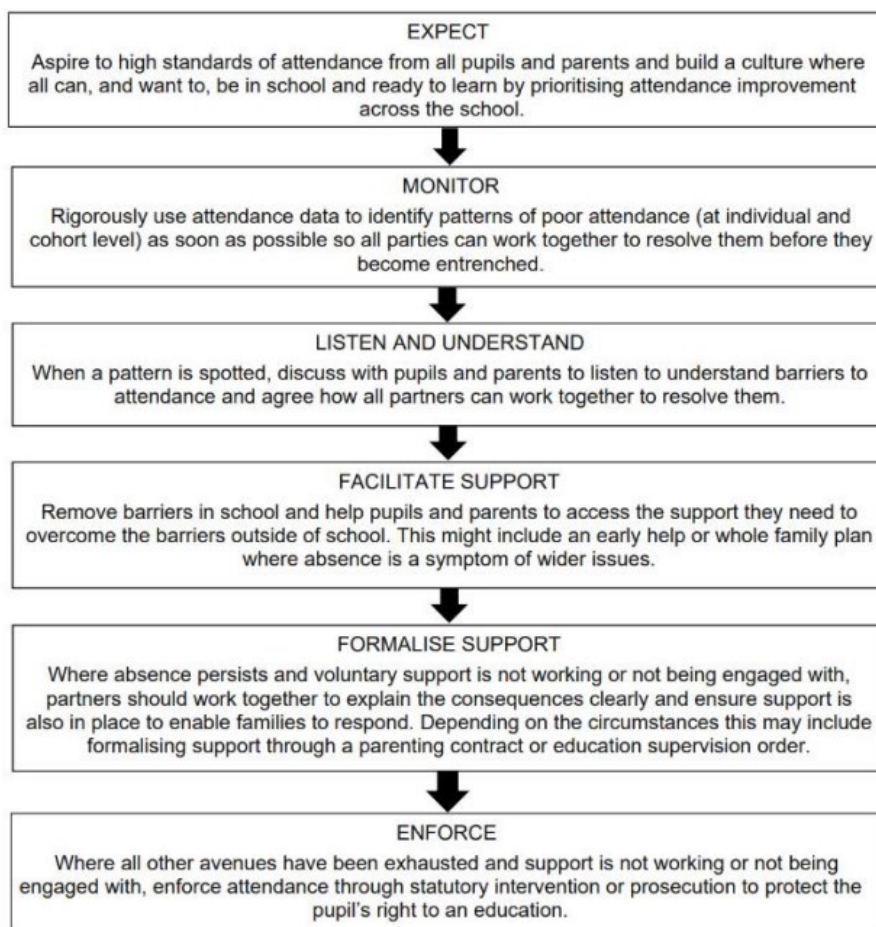 EXPECT
Aspire to high standards of attendance from all pupils and parents and build a culture where
all can, and want to, be in school and ready to learn by prioritising attendance improvement
across the school.
MONITOR
Rigorously use attendance data to identify patterns of poor attendance (at individual and
cohort level) as soon as possible so all parties can work together to resolve them before they
become entrenched.
LISTEN AND UNDERSTAND
When a pattern is spotted, discuss with pupils and parents to listen to understand barriers to
attendance and agree how all partners can work together to resolve them.
FACILITATE SUPPORT
Remove barriers in school and help pupils and parents to access the support they need to
overcome the barriers outside of school. This might include an early help or whole family plan
where absence is a symptom of wider issues.
FORMALISE SUPPORT
Where absence persists and voluntary support is not working or not being engaged with,
partners should work together to explain the consequences clearly and ensure support is
also in place to enable families to respond. Depending on the circumstances this may include
formalising support through a parenting contract or education supervision order.
ENFORCE
Where all other avenues have been exhausted and support is not working or not being
engaged with, enforce attendance through statutory intervention or prosecution to protect the
pupil's right to an education.